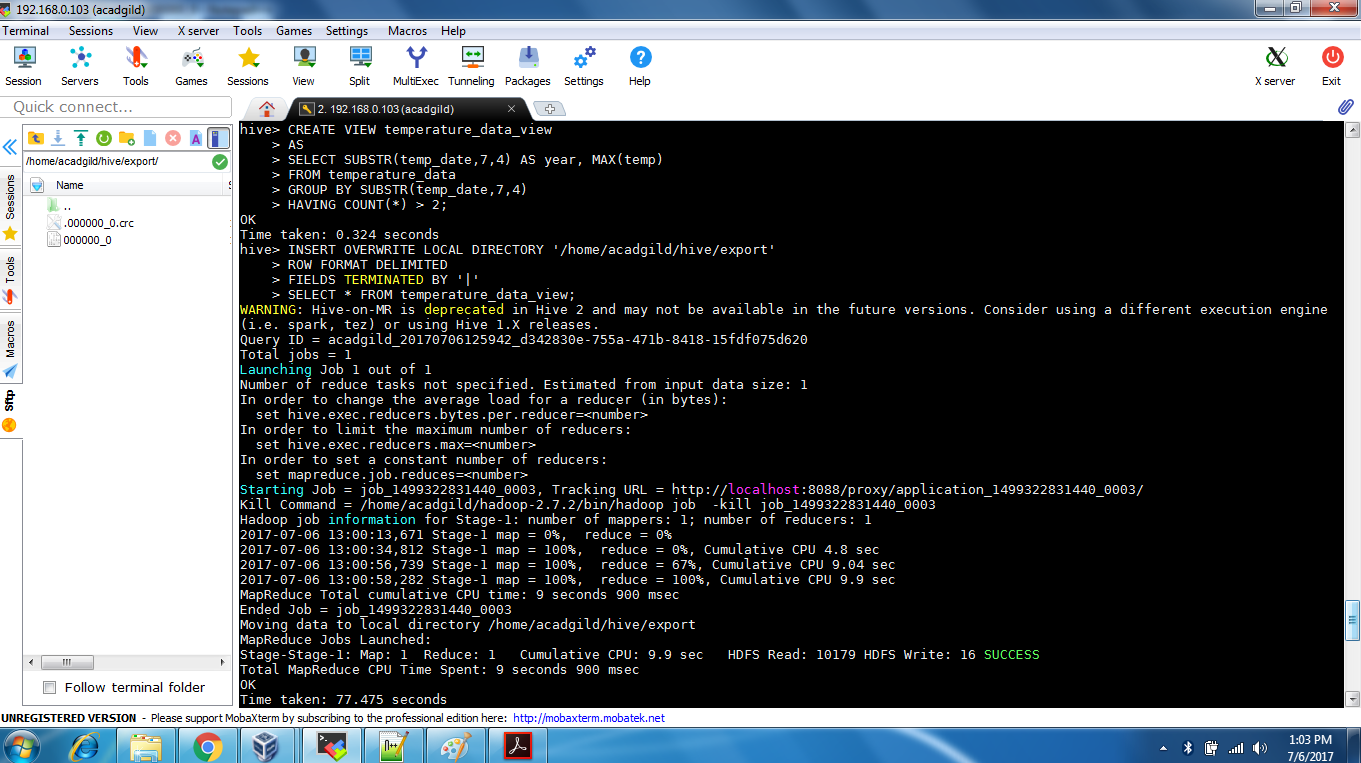 192.168.0.103 (acadgild)
Terminal Sessions View X server Tools Games Settings Macros Help
Session Servers Tools Games Sessions View Split MultiExec Tunneling Packages Settings Help X server Exit
Quick connect...
2. 192.168.0.103 (acadgild)
/home/acadgild/hive/export/
Name
..
.000000_0.crc
000000_0
Sessions
Tools
Macros
Sftp
Follow terminal folder
hive> CREATE VIEW temperature_data_view
> AS
> SELECT SUBSTR(temp_date,7,4) AS year, MAX(temp)
> FROM temperature_data
> GROUP BY SUBSTR(temp_date,7,4)
> HAVING COUNT(*) > 2;
OK
Time taken: 0.324 seconds
hive> INSERT OVERWRITE LOCAL DIRECTORY '/home/acadgild/hive/export'
> ROW FORMAT DELIMITED
> FIELDS TERMINATED BY '|'
> SELECT * FROM temperature_data_view;
WARNING: Hive-on-MR is deprecated in Hive 2 and may not be available in the future versions. Consider using a different execution engine
(i.e. spark, tez) or using Hive 1.X releases.
Query ID = acadgild_20170706125942_d342830e-755a-471b-8418-15fdf075d620
Total jobs = 1
Launching Job 1 out of 1
Number of reduce tasks not specified. Estimated from input data size: 1
In order to change the average load for a reducer (in bytes):
set hive.exec.reducers.bytes.per.reducer=<number>
In order to limit the maximum number of reducers:
set hive.exec.reducers.max=<number>
In order to set a constant number of reducers:
set mapreduce.job.reduces=<number>
Starting Job = job_1499322831440_0003, Tracking URL = http://localhost:8088/proxy/application_1499322831440_0003/
Kill Command = /home/acadgild/hadoop-2.7.2/bin/hadoop job  -kill job_1499322831440_0003
Hadoop job information for Stage-1: number of mappers: 1; number of reducers: 1
2017-07-06 13:00:13,671 Stage-1 map = 0%,  reduce = 0%
2017-07-06 13:00:34,812 Stage-1 map = 100%,  reduce = 0%, Cumulative CPU 4.8 sec
2017-07-06 13:00:56,739 Stage-1 map = 100%,  reduce = 67%, Cumulative CPU 9.04 sec
2017-07-06 13:00:58,282 Stage-1 map = 100%,  reduce = 100%, Cumulative CPU 9.9 sec
MapReduce Total cumulative CPU time: 9 seconds 900 msec
Ended Job = job_1499322831440_0003
Moving data to local directory /home/acadgild/hive/export
MapReduce Jobs Launched:
Stage-Stage-1: Map: 1  Reduce: 1   Cumulative CPU: 9.9 sec   HDFS Read: 10179 HDFS Write: 16 SUCCESS
Total MapReduce CPU Time Spent: 9 seconds 900 msec
OK
Time taken: 77.475 seconds
UNREGISTERED VERSION - Please support MobaXterm by subscribing to the professional edition here: http://mobaxterm.mobatek.net
1:03 PM
7/6/2017